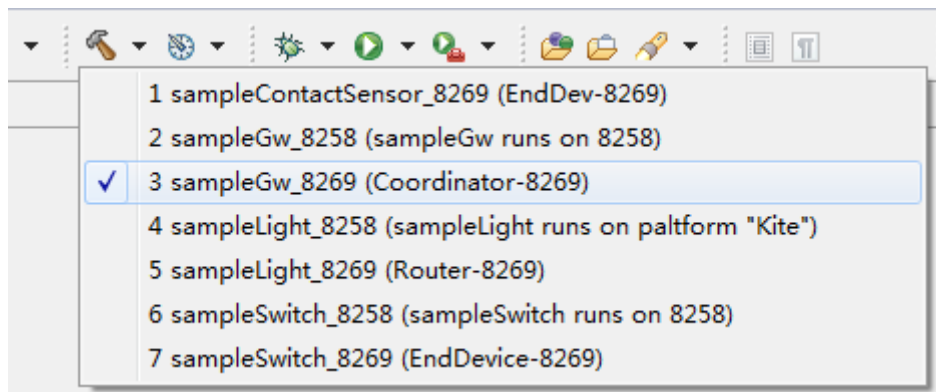 1 sampleContactSensor_8269 (EndDev-8269)
2 sampleGw_8258 (sampleGw runs on 8258)
3 sampleGw_8269 (Coordinator-8269)
4 sampleLight_8258 (sampleLight runs on paltform "Kite")
5 sampleLight_8269 (Router-8269)
6 sampleSwitch_8258 (sampleSwitch runs on 8258)
7 sampleSwitch_8269 (EndDevice-8269)